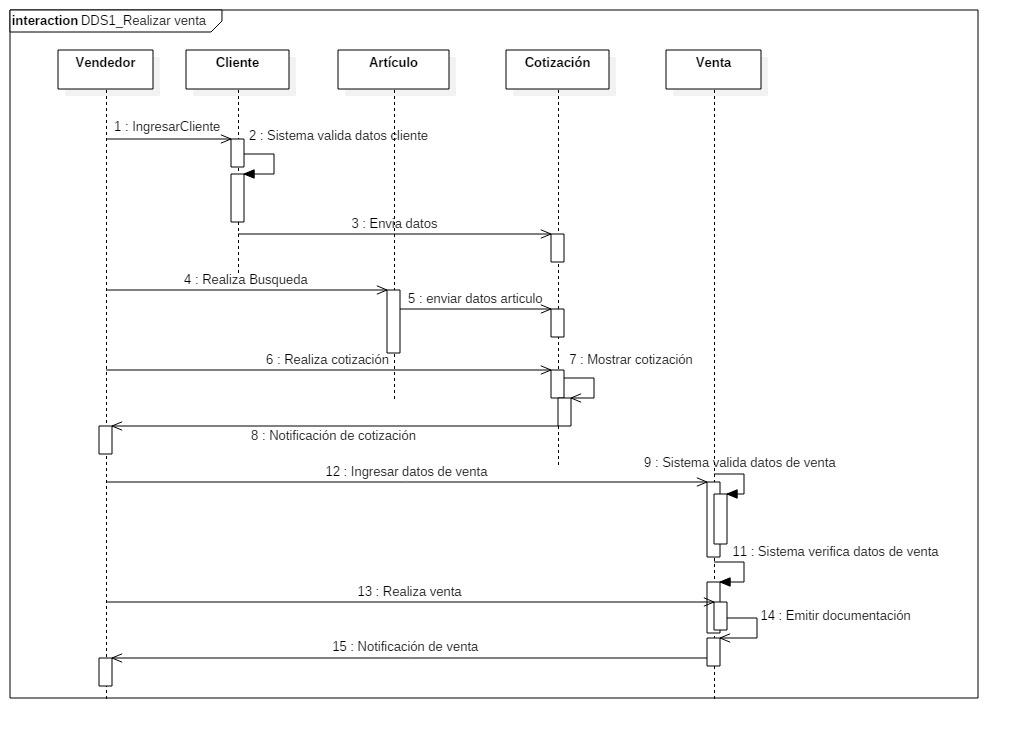 interaction DDS1_Realizar venta
Vendedor
Cliente
Artículo
Cotización
Venta
1 : IngresarCliente
2 : Sistema valida datos cliente
3 : Envia datos
4 : Realiza Busqueda
5 : enviar datos articulo
6 : Realiza cotización
7 : Mostrar cotización
8 : Notificación de cotización
9 : Sistema valida datos de venta
12 : Ingresar datos de venta
11 : Sistema verifica datos de venta
13 : Realiza venta
14 : Emitir documentación
15 : Notificación de venta